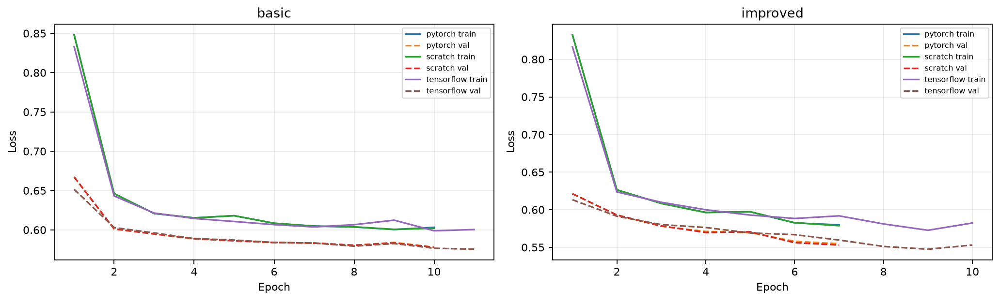 basic
0.85
0.80
0.75
0.70
0.65
0.60
Loss
2
4
6
8
10
Epoch
pytorch train
pytorch val
scratch train
scratch val
tensorflow train
tensorflow val
improved
0.80
0.75
0.70
0.65
0.60
0.55
Loss
2
4
6
8
10
Epoch
pytorch train
pytorch val
scratch train
scratch val
tensorflow train
tensorflow val